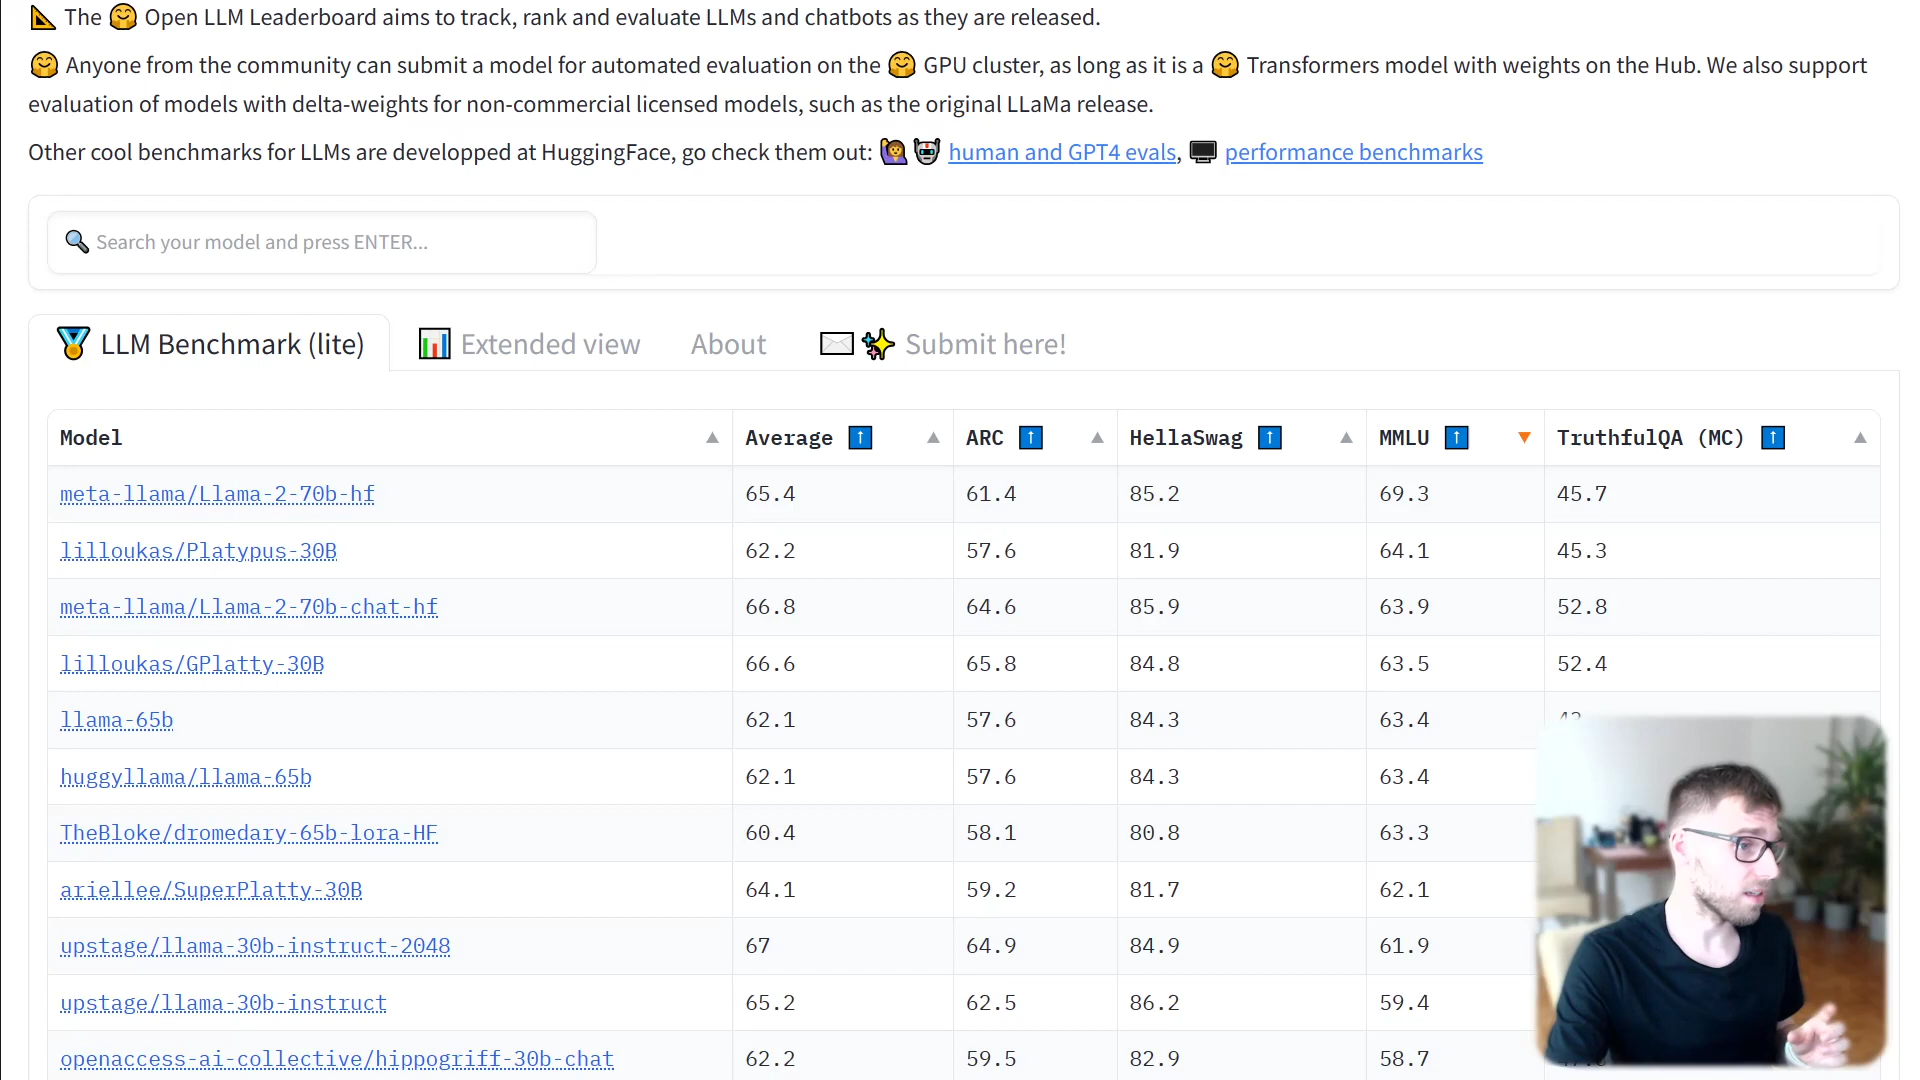 The 🤗 Open LLM Leaderboard aims to track, rank and evaluate LLMs and chatbots as they are released.
🤗 Anyone from the community can submit a model for automated evaluation on the 🤗 GPU cluster, as long as it is a 🤗 Transformers model with weights on the Hub. We also support
evaluation of models with delta-weights for non-commercial licensed models, such as the original LLaMa release.
Other cool benchmarks for LLMs are developped at HuggingFace, go check them out: human and GPT4 evals, performance benchmarks
Search your model and press ENTER...
LLM Benchmark (lite) Extended view About Submit here!
Model Average ARC HellaSwag MMLU TruthfulQA (MC)
meta-llama/Llama-2-70b-hf 65.4 61.4 85.2 69.3 45.7
lilloukas/Platypus-30B 62.2 57.6 81.9 64.1 45.3
meta-llama/Llama-2-70b-chat-hf 66.8 64.6 85.9 63.9 52.8
lilloukas/GPlatty-30B 66.6 65.8 84.8 63.5 52.4
llama-65b 62.1 57.6 84.3 63.4
huggyllama/llama-65b 62.1 57.6 84.3 63.4
TheBloke/dromedary-65b-lora-HF 60.4 58.1 80.8 63.3
ariellee/SuperPlatty-30B 64.1 59.2 81.7 62.1
upstage/llama-30b-instruct-2048 67 64.9 84.9 61.9
upstage/llama-30b-instruct 65.2 62.5 86.2 59.4
openaccess-ai-collective/hippogriff-30b-chat 62.2 59.5 82.9 58.7